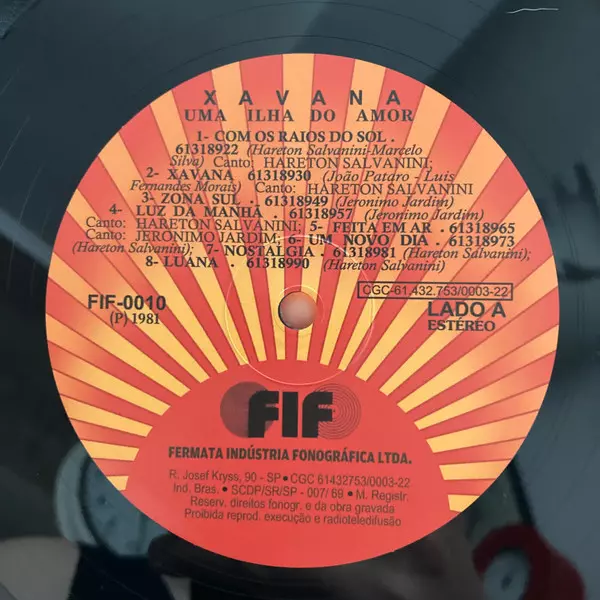 XAVANA
UMA ILHA DO AMOR
1- COM OS RAIOS DO SOL .
61318922 (Hareton Salvanini-Marcelo
Silva) Canto: HARETON SALVANINI;
2- XAVANA 61318930 (Jpão Pataro - Luis
Fernandes Morais) Canto: HARETON SALVANINI
3- ZONA SUL . 61318949 (Jeronimo Jardim)
4- LUZ DA MANHÃ . 61318957 (Jeronimo Jardim)
Canto: HARETON SALVANINI; 5- FEITA EM AR . 61318965
Canto: JERONIMO JARDIM; 6- UM NOVO DIA . 61318973
(Hareton Salvanini); 7- NOSTALGIA . 61318981 (Hareton Salvanini);
8- LUANA . 61318990 (Hareton Salvanini)
CGC-61.432.753/0003-22
FIF-0010
(P) 1981
LADO A
ESTÉREO
FIF
FERMATA INDÚSTRIA FONOGRÁFICA LTDA.
R. Josef Kryss, 90 - SP • CGC 61432753/0003-22
Ind. Bras. • SCDP/SR/SP - 007/ 69 • M. Registr.
Reserv. direitos fonogr. e da obra gravada
Proibida reprod. execução e radioteledifusão